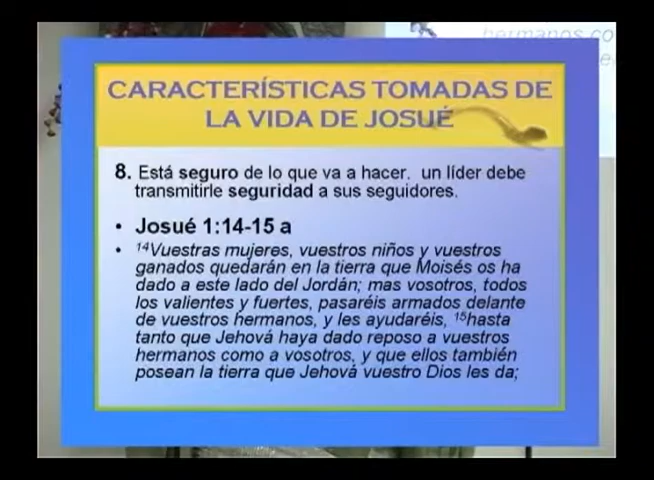 hermanos co
CARACTERÍSTICAS TOMADAS DE
LA VIDA DE JOSUÉ
8. Está seguro de lo que va a hacer. un líder debe
transmitirle seguridad a sus seguidores.
• Josué 1:14-15 a
• 14Vuestras mujeres, vuestros niños y vuestros
ganados quedarán en la tierra que Moisés os ha
dado a este lado del Jordán; mas vosotros, todos
los valientes y fuertes, pasaréis armados delante
de vuestros hermanos, y les ayudaréis, 15hasta
tanto que Jehová haya dado reposo a vuestros
hermanos como a vosotros, y que ellos también
posean la tierra que Jehová vuestro Dios les da;